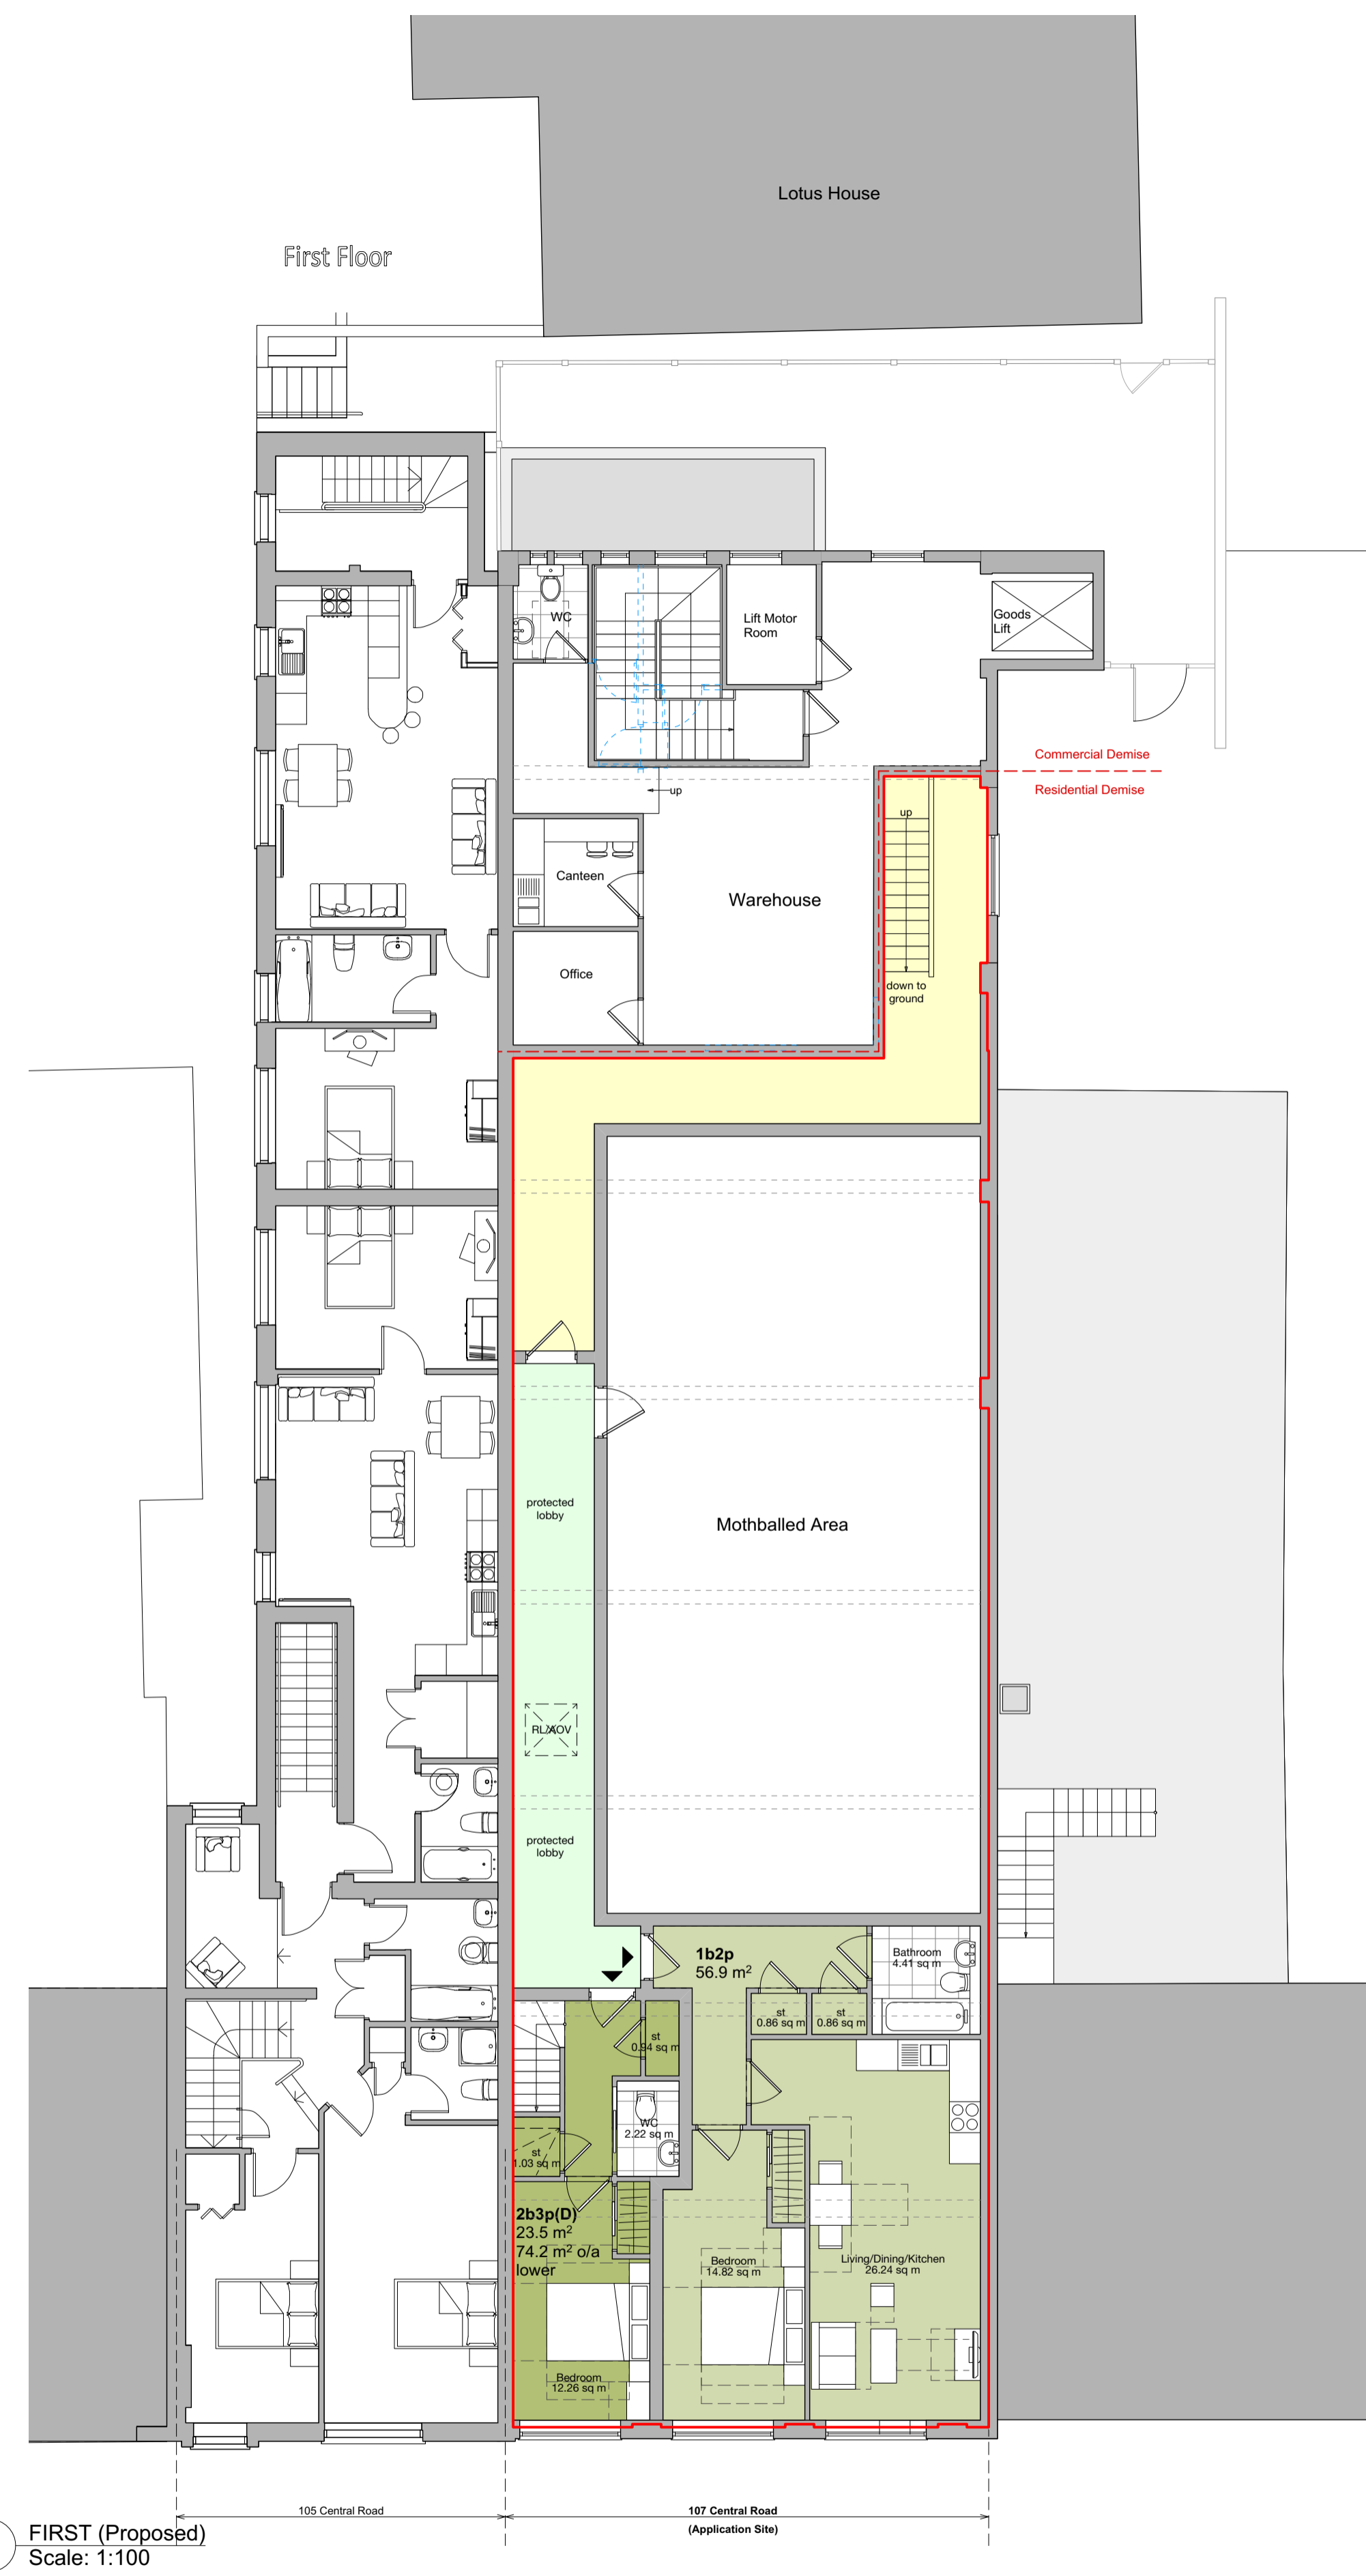 Lotus House
First Floor
WC
Lift Motor
Room
Goods
Lift
Commercial Demise
Residential Demise
up
up
Canteen
Warehouse
Office
down to
ground
protected
lobby
Mothballed Area
RL/AOV
protected
lobby
1b2p
56.9 m²
Bathroom
4.41 sq m
st
0.86 sq m
st
0.86 sq m
st
0.94 sq m
WC
2.22 sq m
st
1.03 sq m
2b3p(D)
23.5 m²
74.2 m² o/a
lower
Bedroom
14.82 sq m
Living/Dining/Kitchen
26.24 sq m
Bedroom
12.26 sq m
105 Central Road
107 Central Road
(Application Site)
FIRST (Proposed)
Scale: 1:100